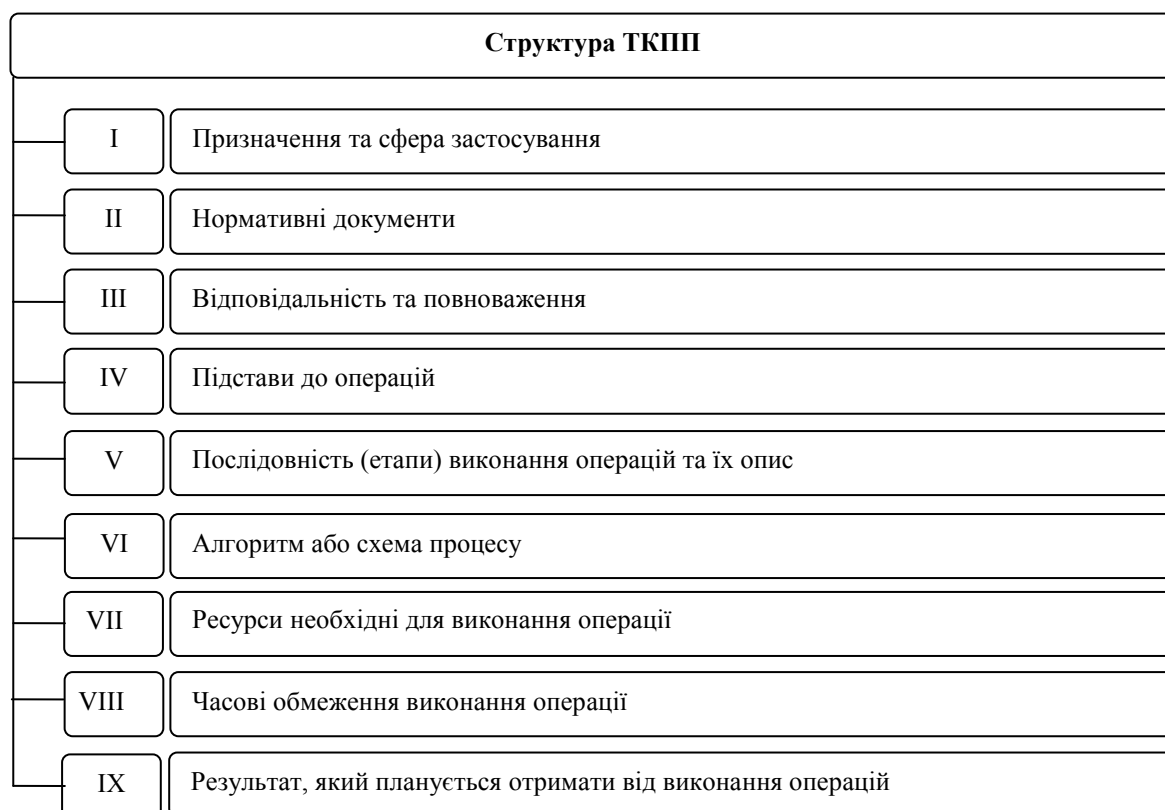 Структура ТКПП
I Призначення та сфера застосування
II Нормативні документи
III Відповідальність та повноваження
IV Підстави до операцій
V Послідовність (етапи) виконання операцій та їх опис
VI Алгоритм або схема процесу
VII Ресурси необхідні для виконання операції
VIII Часові обмеження виконання операції
IX Результат, який планується отримати від виконання операцій